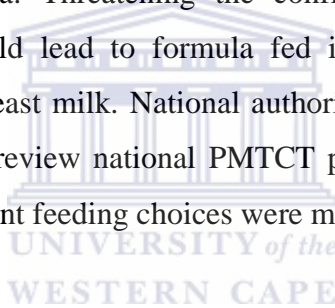 Threatening the
ld lead to formula fed i
east milk. National author
review national PMTCT p
nt feeding choices were m
UNIVERSITY of the
WESTERN CAPE